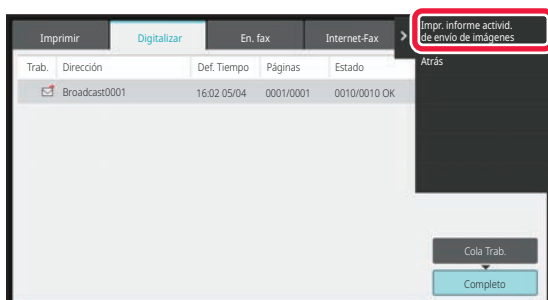 Imprimir Digitalizar En. fax Internet-Fax
Impr. informe activid.
de envío de imágenes
Atrás
Trab. Dirección Def. Tiempo Páginas Estado
Broadcast0001 16:02 05/04 0001/0001 0010/0010 OK
Cola Trab.
Completo